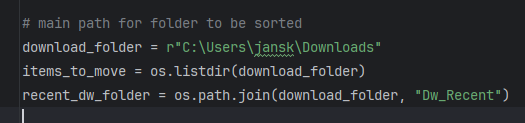 # main path for folder to be sorted
download_folder = r"C:\Users\jansk\Downloads"
items_to_move = os.listdir(download_folder)
recent_dw_folder = os.path.join(download_folder, "Dw_Recent")